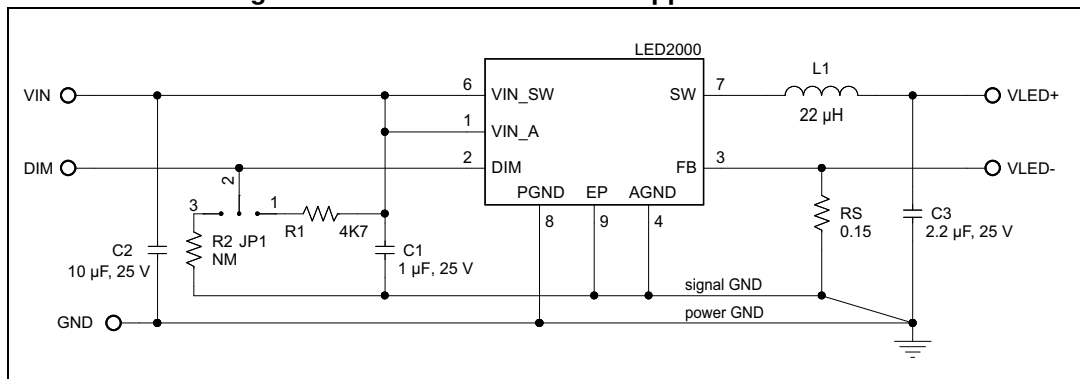 LED2000
VIN
6
VIN_SW
SW
7
L1
22 µH
VLED+
1
VIN_A
DIM
2
DIM
FB
3
VLED-
PGND
EP
AGND
8
9
4
2
3
1
R2
JP1
NM
R1
4K7
C2
10 µF, 25 V
C1
1 µF, 25 V
RS
0.15
C3
2.2 µF, 25 V
signal GND
power GND
GND